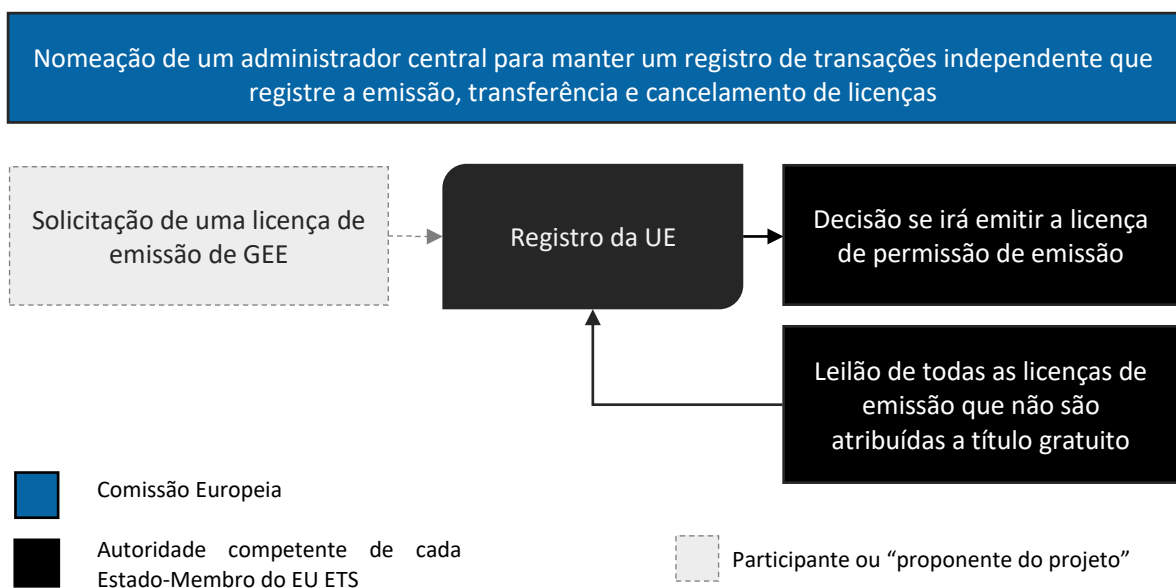 Nomeação de um administrador central para manter um registro de transações independente que
registre a emissão, transferência e cancelamento de licenças
Solicitação de uma licença de
emissão de GEE
Registro da UE
Decisão se irá emitir a licença
de permissão de emissão
Leilão de todas as licenças de
emissão que não são
atribuídas a título gratuito
Comissão Europeia
Autoridade competente de cada
Estado-Membro do EU ETS
Participante ou “proponente do projeto”